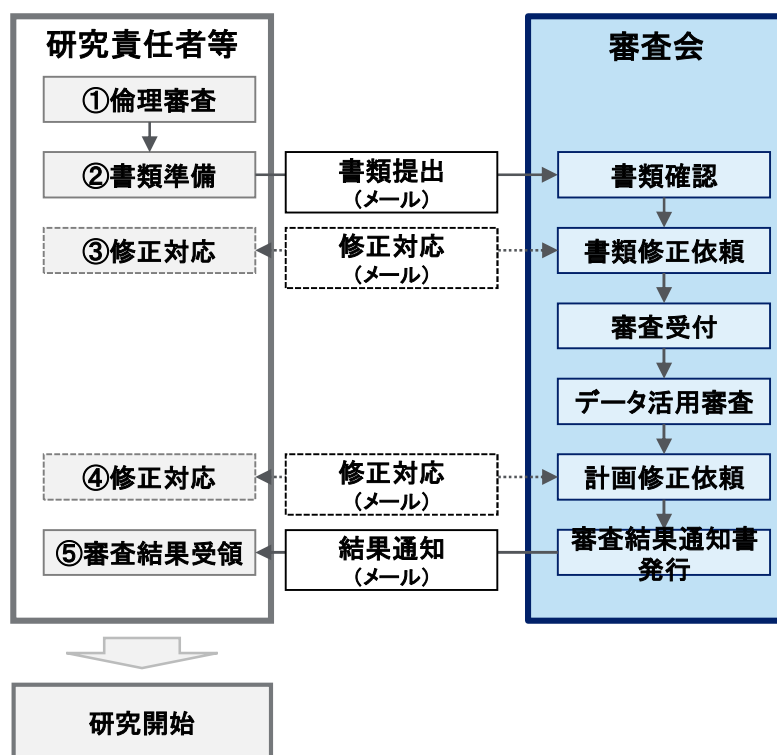 研究責任者等
審査会
①倫理審査
②書類準備
書類提出
（メール）
書類確認
③修正対応
修正対応
（メール）
書類修正依頼
審査受付
データ活用審査
④修正対応
修正対応
（メール）
計画修正依頼
⑤審査結果受領
結果通知
（メール）
審査結果通知書
発行
研究開始